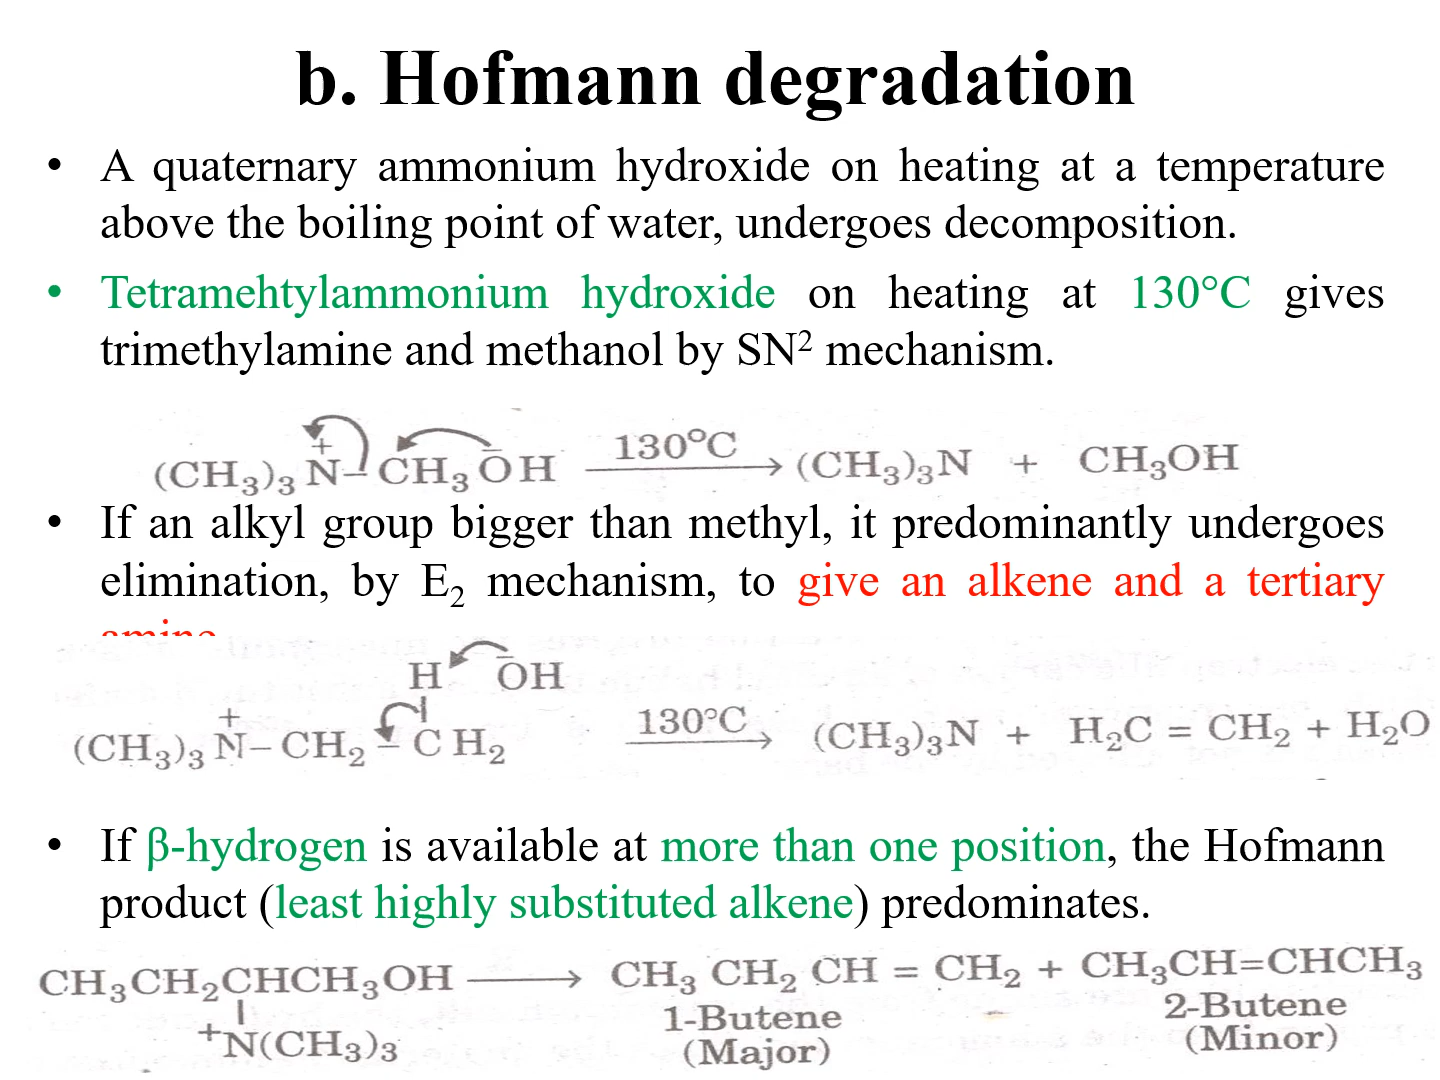 b. Hofmann degradation
• A quaternary ammonium hydroxide on heating at a temperature
above the boiling point of water, undergoes decomposition.
• Tetramehtylammonium hydroxide on heating at 130°C gives
trimethylamine and methanol by SN² mechanism.
(CH₃)₃ N⁺– CH₃ ŌH ⟶ 130°C (CH₃)₃N + CH₃OH
• If an alkyl group bigger than methyl, it predominantly undergoes
elimination, by E₂ mechanism, to give an alkene and a tertiary
amine
H ŌH
(CH₃)₃ N⁺– CH₂ – C H₂ ⟶ 130°C (CH₃)₃N + H₂C = CH₂ + H₂O
• If β-hydrogen is available at more than one position, the Hofmann
product (least highly substituted alkene) predominates.
CH₃CH₂CHCH₃OH ⟶ CH₃ CH₂ CH = CH₂ + CH₃CH=CHCH₃
⁺N(CH₃)₃ 1-Butene 2-Butene
(Major) (Minor)